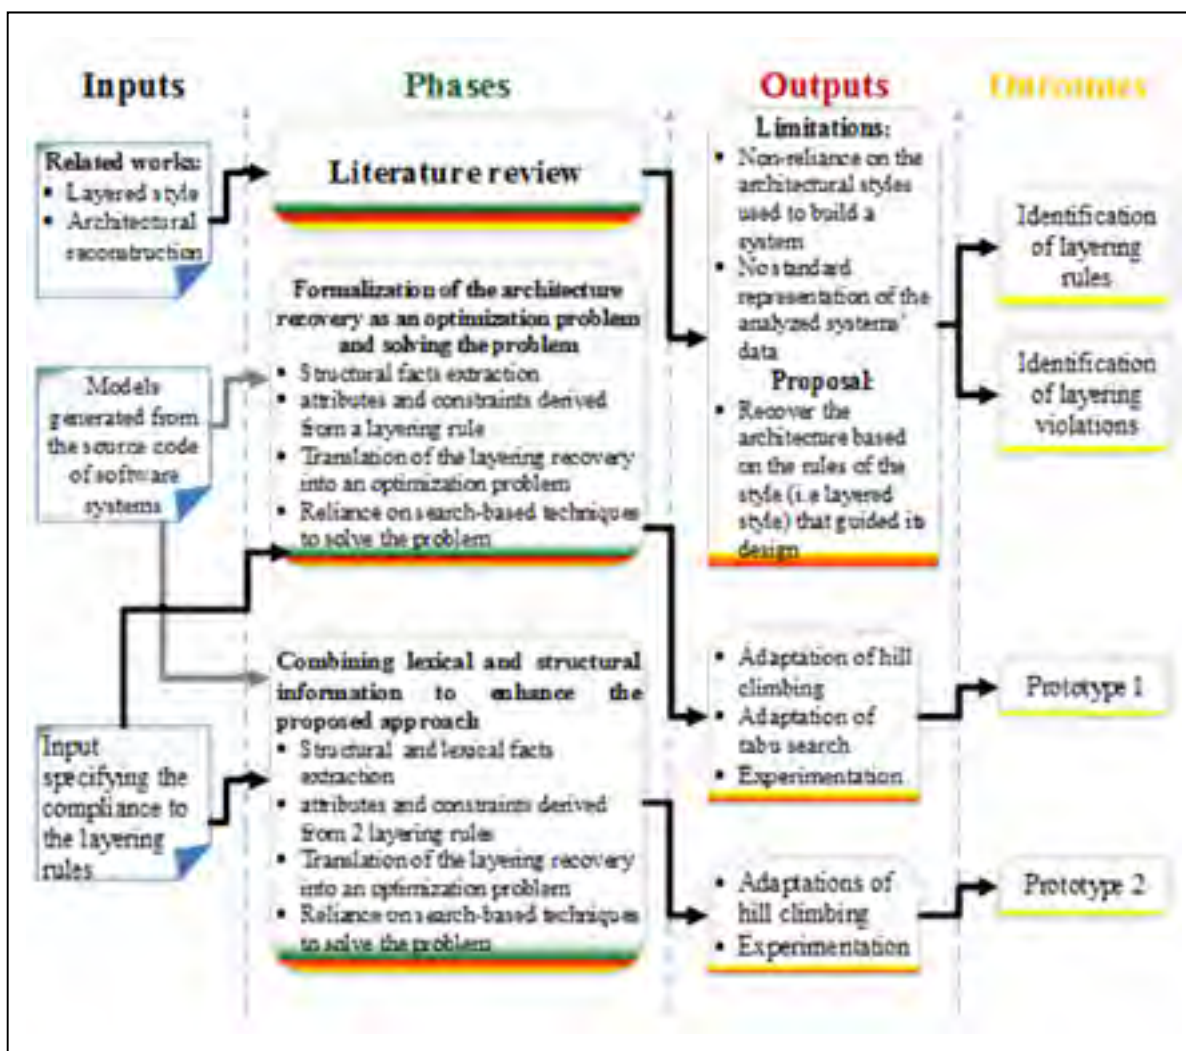 Inputs
Phases
Outputs
Outcomes
Related works:
▪ Layered style
▪ Architectural
reconstruction
Models
generated from
the source code
of software
systems
Input
specifying the
compliance to
the layering
rules
Literature review
Formalization of the architecture
recovery as an optimization problem
and solving the problem
▪ Structural facts extraction
▪ attributes and constraints derived
from a layering rule
▪ Translation of the layering recovery
into an optimization problem
▪ Reliance on search-based techniques
to solve the problem
Combining lexical and structural
information to enhance the
proposed approach
▪ Structural and lexical facts
extraction
▪ attributes and constraints derived
from 2 layering rules
▪ Translation of the layering recovery
into an optimization problem
▪ Reliance on search-based techniques
to solve the problem
Limitations:
▪ Non-reliance on the
architectural styles
used to build a
system
▪ No standard
representation of the
analyzed systems'
data
Proposal:
▪ Recover the
architecture based
on the rules of the
style (i.e layered
style) that guided its
design
▪ Adaptation of hill
climbing
▪ Adaptation of
tabu search
▪ Experimentation
▪ Adaptations of
hill climbing
▪ Experimentation
Identification
of layering
rules
Identification
of layering
violations
Prototype 1
Prototype 2